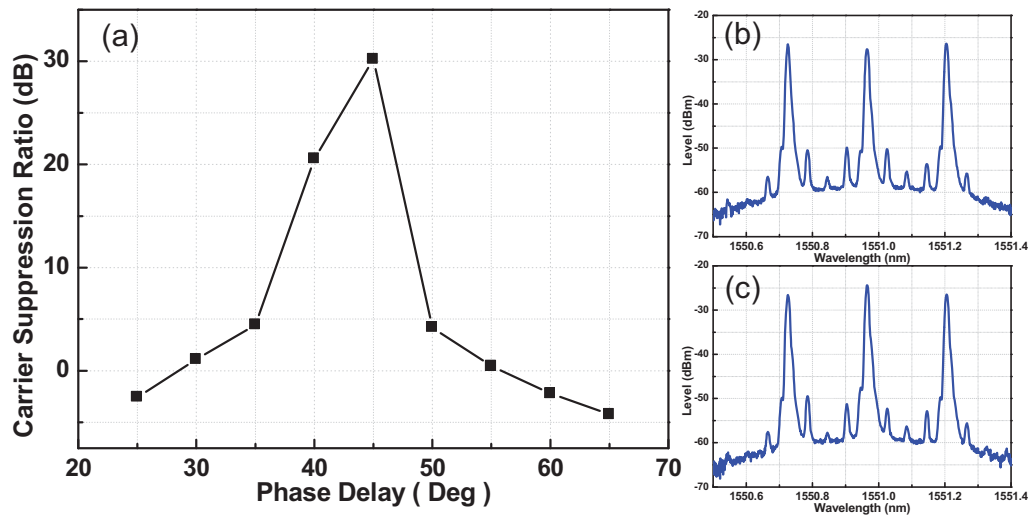 (a)
30
20
10
0
20 30 40 50 60 70
Carrier Suppression Ratio (dB)
Phase Delay ( Deg )
(b)
-20
-30
-40
-50
-60
-70
Level (dBm)
1550.6 1550.8 1551.0 1551.2 1551.4
Wavelength (nm)
(c)
-20
-30
-40
-50
-60
-70
Level (dBm)
1550.6 1550.8 1551.0 1551.2 1551.4
Wavelength (nm)